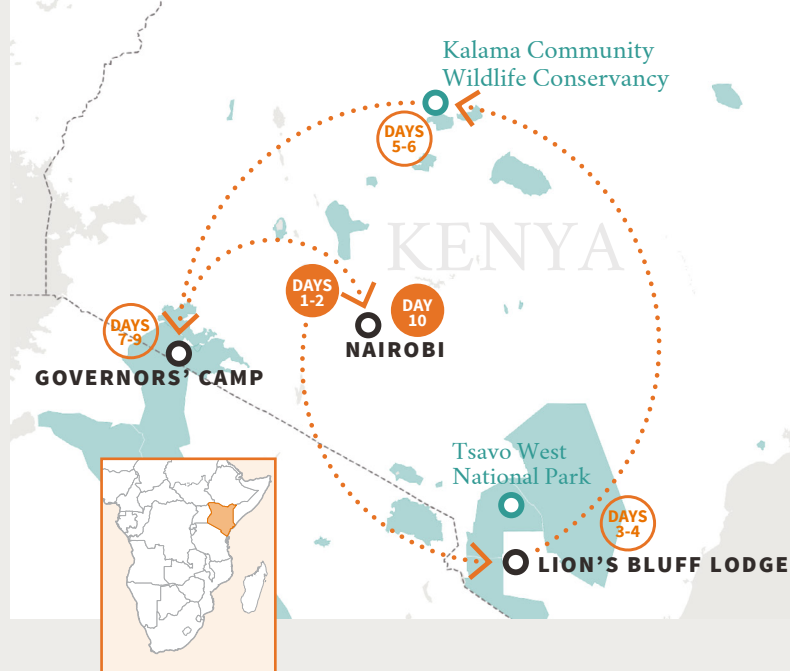 Kalama Community
Wildlife Conservancy
DAYS
5-6
KENYA
DAYS
1-2
DAY
10
DAYS
7-9
NAIROBI
GOVERNORS’ CAMP
Tsavo West
National Park
DAYS
3-4
LION’S BLUFF LODGE